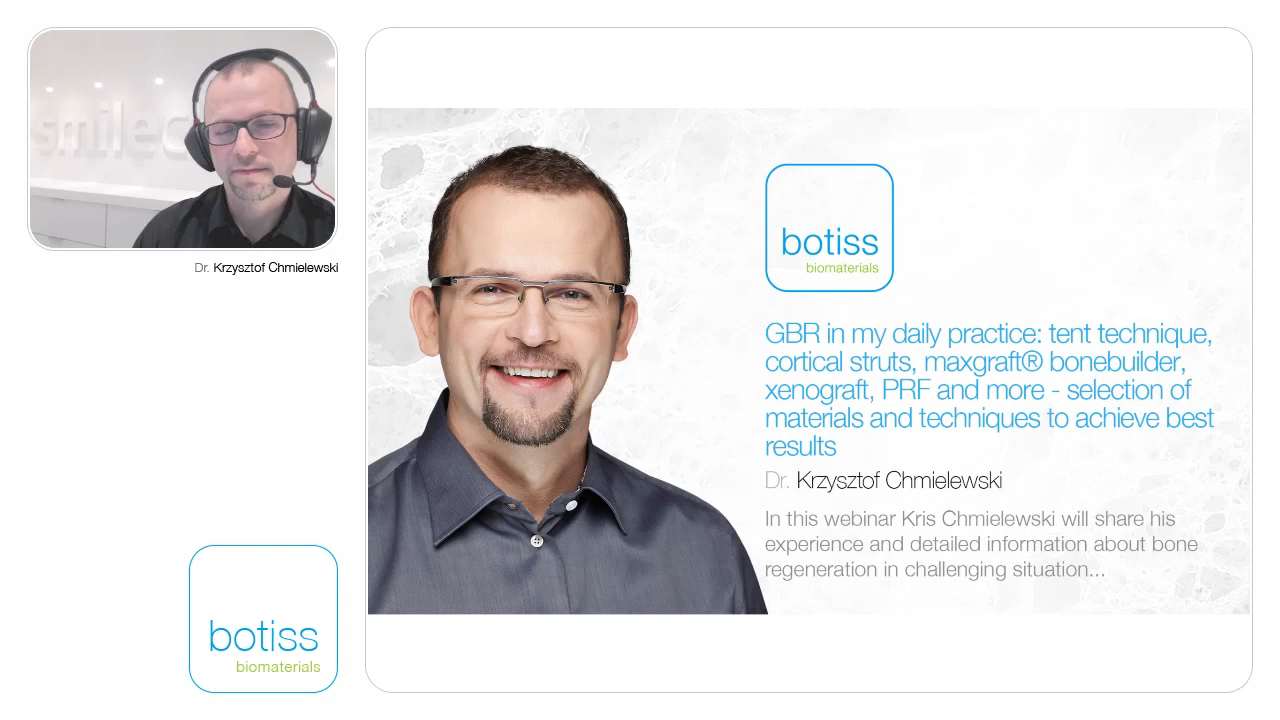 smilec
Dr. Krzysztof Chmielewski
botiss
biomaterials
botiss
biomaterials
GBR in my daily practice: tent technique,
cortical struts, maxgraft® bonebuilder,
xenograft, PRF and more - selection of
materials and techniques to achieve best
results
Dr. Krzysztof Chmielewski
In this webinar Kris Chmielewski will share his
experience and detailed information about bone
regeneration in challenging situation...